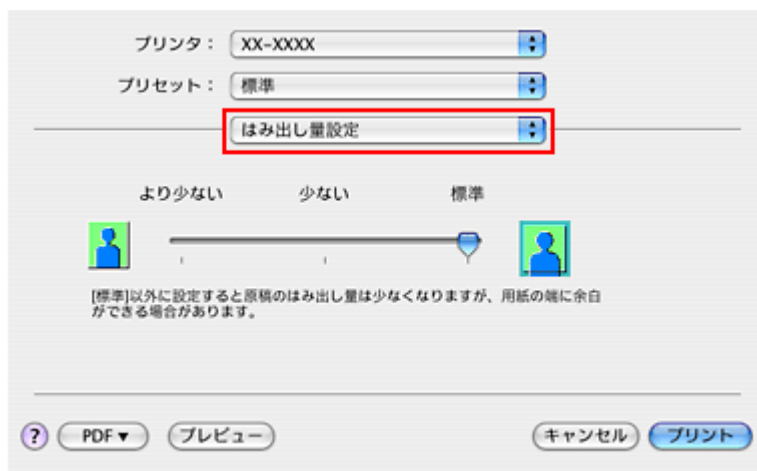 プリンタ： XX-XXXX
プリセット： 標準
はみ出し量設定
より少ない 少ない 標準
[標準]以外に設定すると原稿のはみ出し量は少なくなりますが、用紙の端に余白
ができる場合があります。
? PDF▼ プレビュー キャンセル プリント